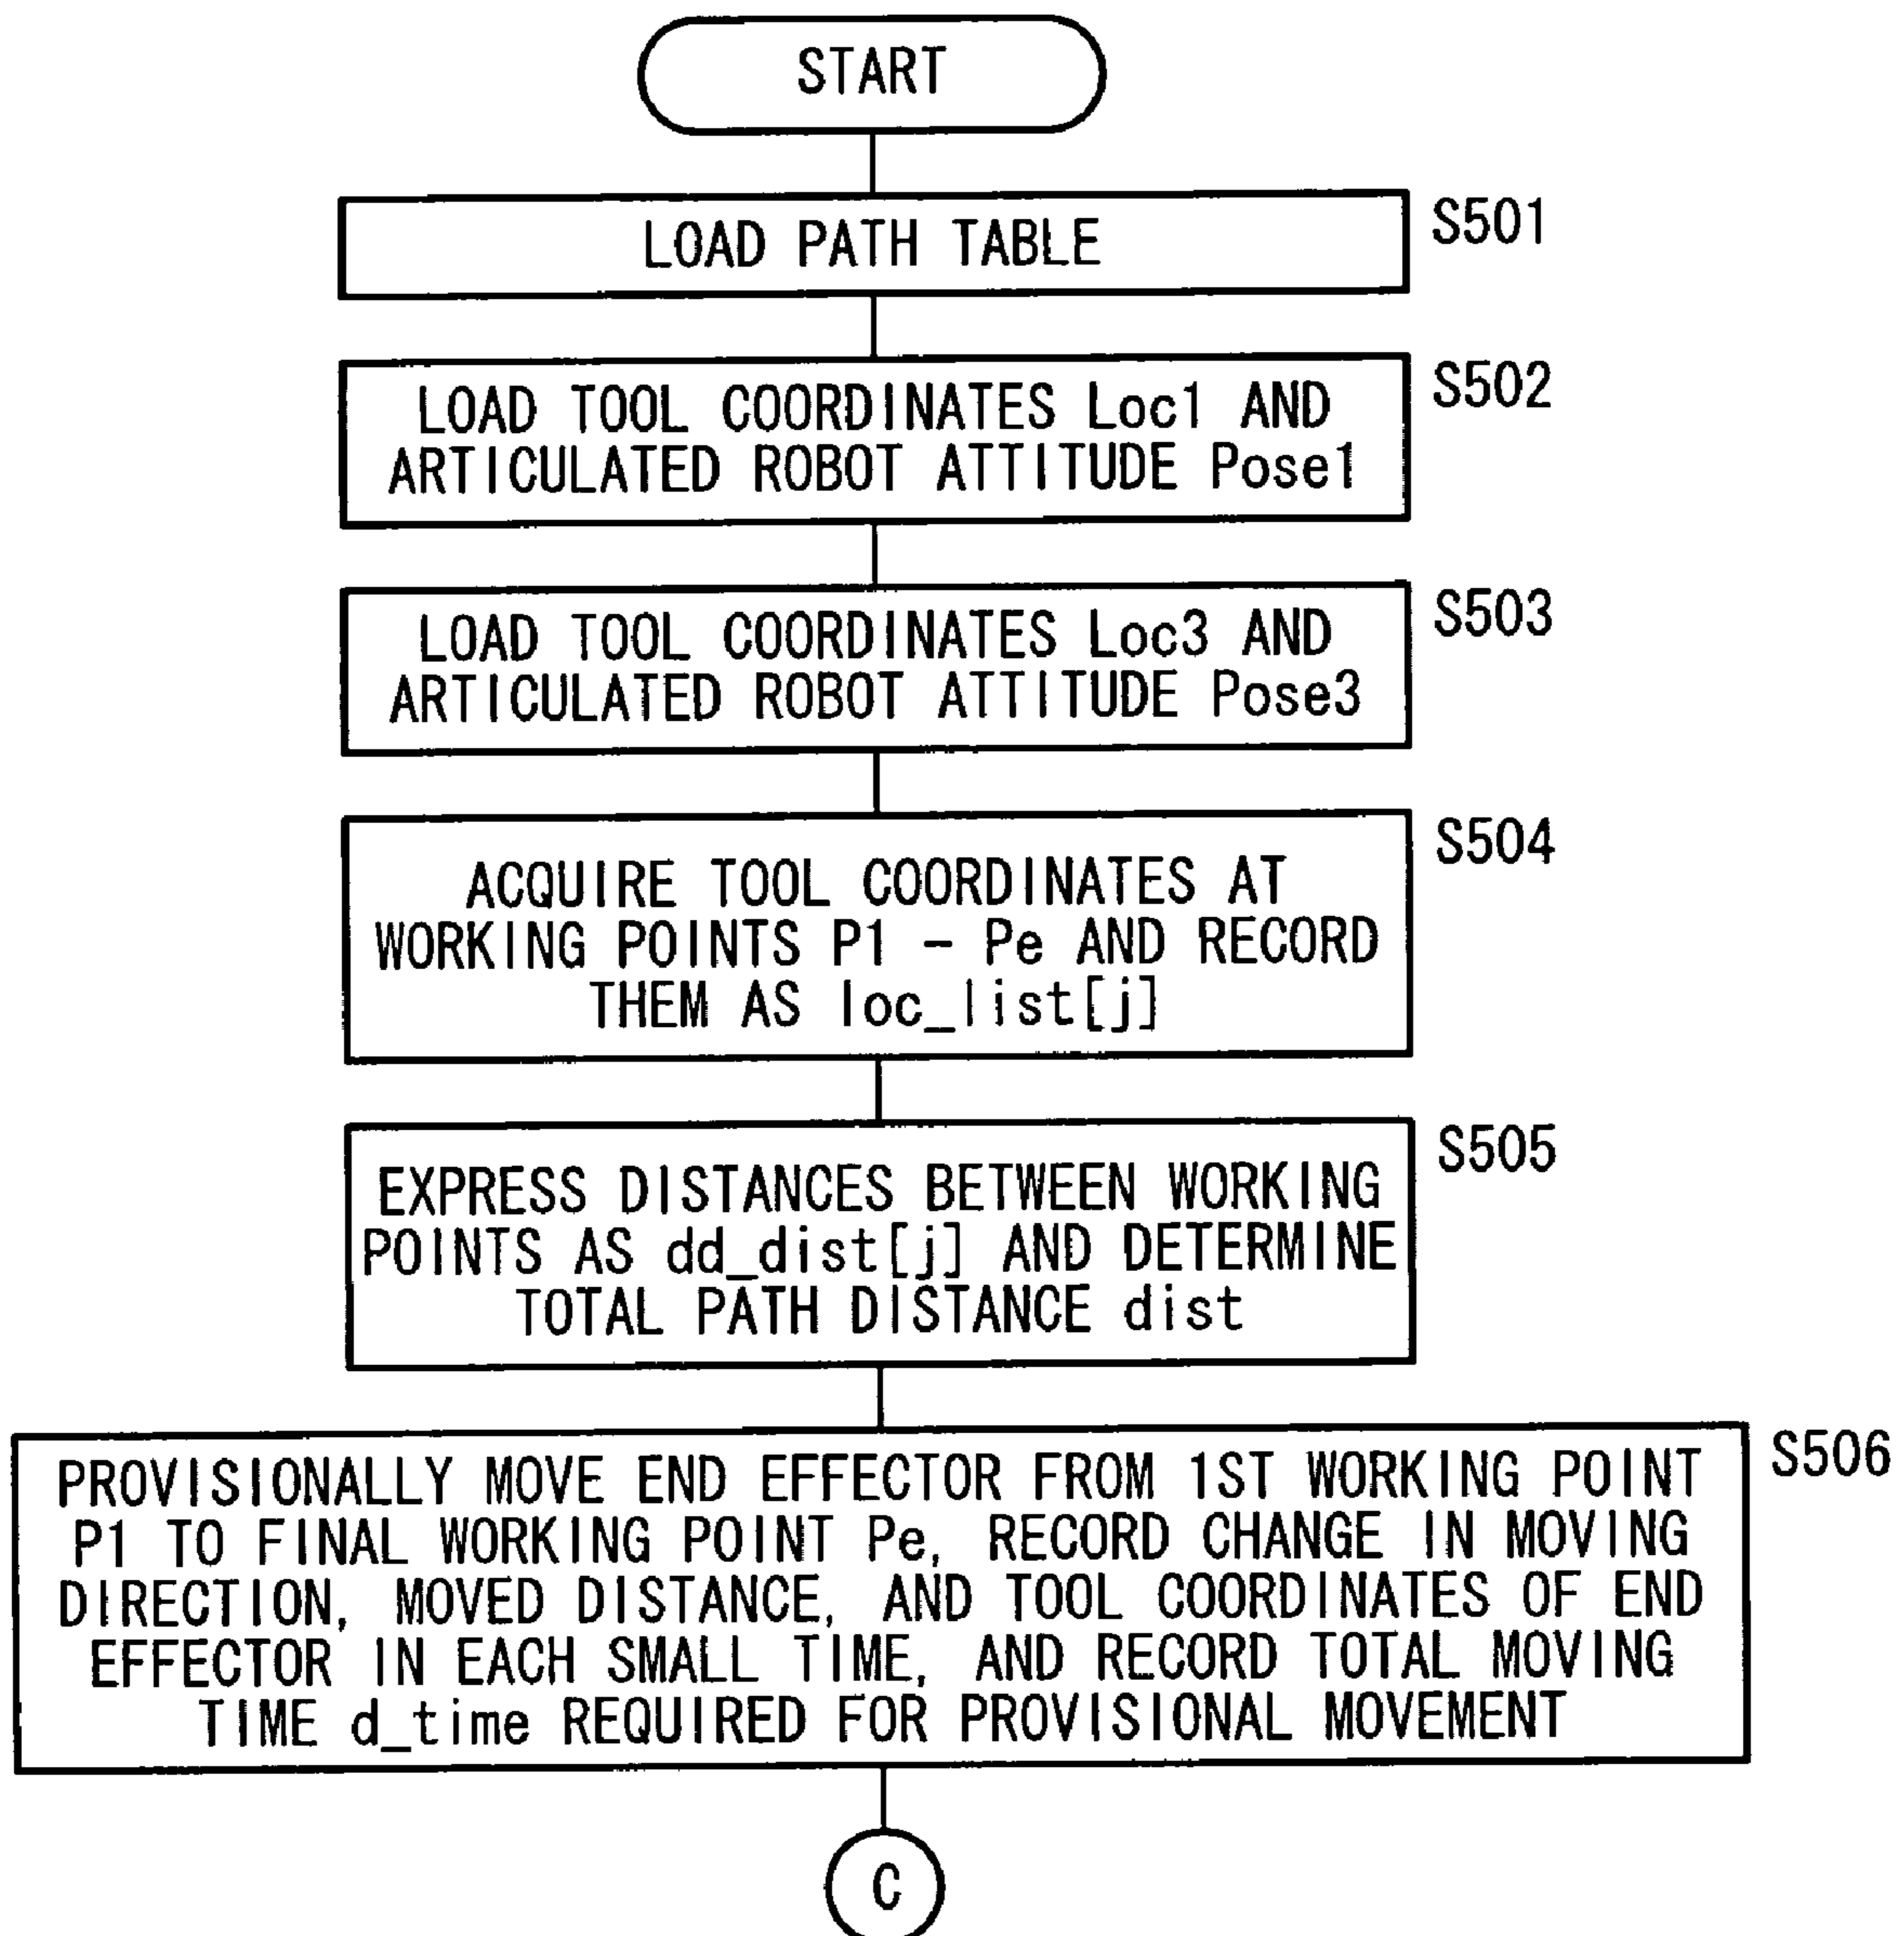 START
LOAD PATH TABLE
S501
LOAD TOOL COORDINATES Loc1 AND
ARTICULATED ROBOT ATTITUDE Pose1
S502
LOAD TOOL COORDINATES Loc3 AND
ARTICULATED ROBOT ATTITUDE Pose3
S503
ACQUIRE TOOL COORDINATES AT
WORKING POINTS P1 - Pe AND RECORD
THEM AS loc_list[j]
S504
EXPRESS DISTANCES BETWEEN WORKING
POINTS AS dd_dist[j] AND DETERMINE
TOTAL PATH DISTANCE dist
S505
PROVISIONALLY MOVE END EFFECTOR FROM 1ST WORKING POINT
P1 TO FINAL WORKING POINT Pe, RECORD CHANGE IN MOVING
DIRECTION, MOVED DISTANCE, AND TOOL COORDINATES OF END
EFFECTOR IN EACH SMALL TIME, AND RECORD TOTAL MOVING
TIME d_time REQUIRED FOR PROVISIONAL MOVEMENT
S506
C